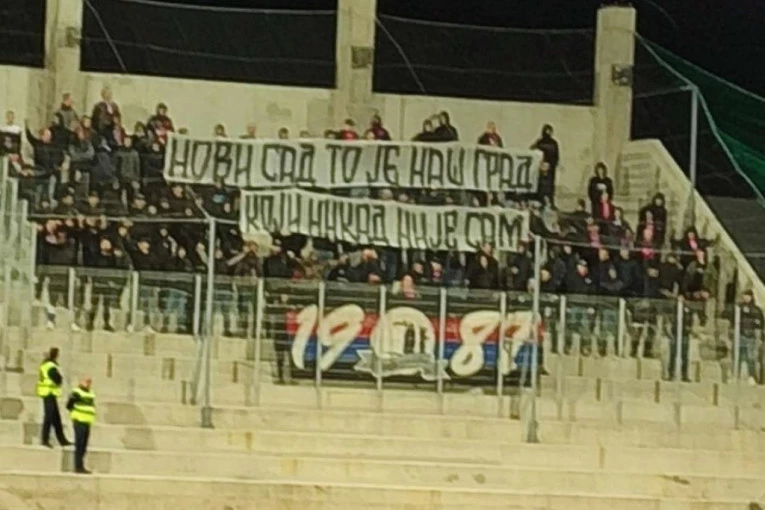 НОВИ САД ТО ЈЕ НАШ ГРАД
КОЈИ НИКАД НИЈЕ САМ
1987